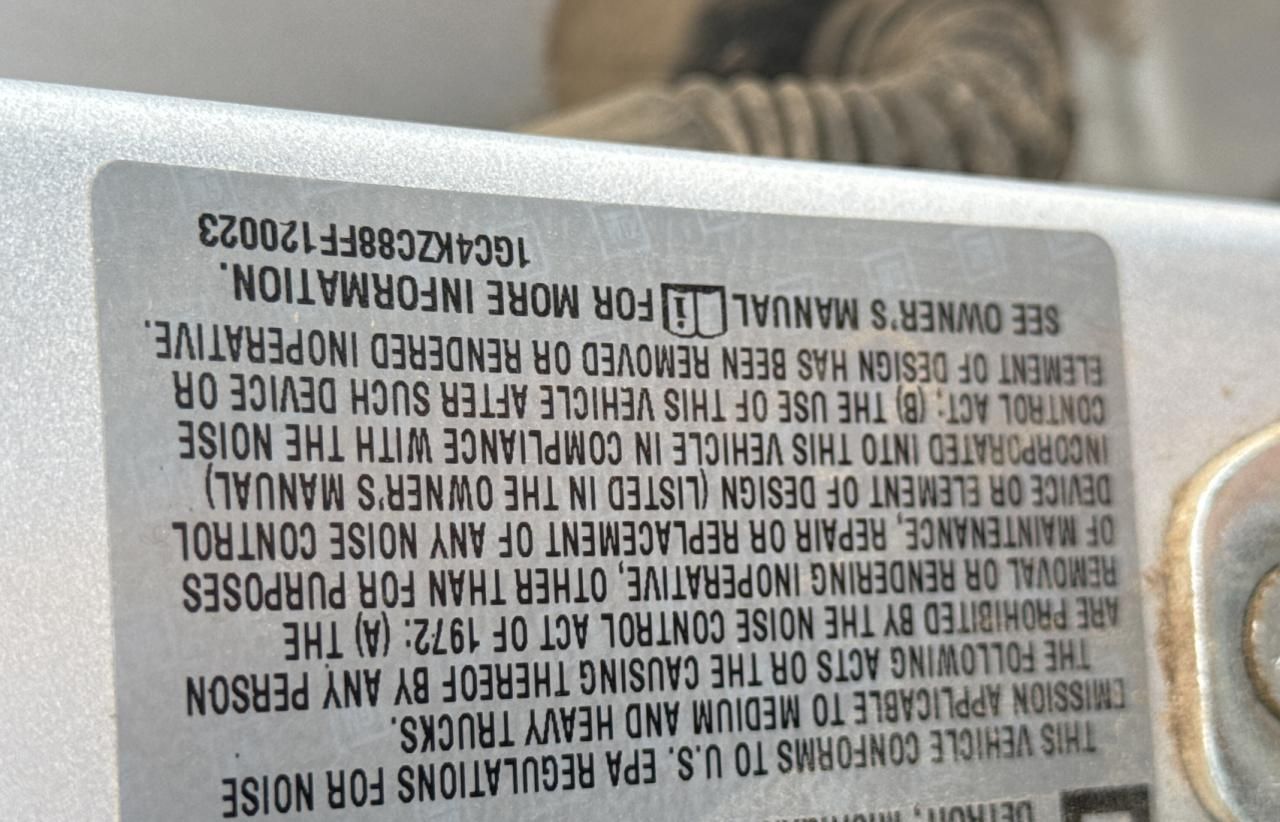 DETROIT,
THIS VEHICLE CONFORMS TO U.S. EPA REGULATIONS FOR NOISE
EMISSION APPLICABLE TO MEDIUM AND HEAVY TRUCKS.
THE FOLLOWING ACTS OR THE CAUSING THEREOF BY ANY PERSON
ARE PROHIBITED BY THE NOISE CONTROL ACT OF 1972: (A) THE
REMOVAL OR RENDERING INOPERATIVE, OTHER THAN FOR PURPOSES
OF MAINTENANCE, REPAIR OR REPLACEMENT OF ANY NOISE CONTROL
DEVICE OR ELEMENT OF DESIGN (LISTED IN THE OWNER'S MANUAL)
INCORPORATED INTO THIS VEHICLE IN COMPLIANCE WITH THE NOISE
CONTROL ACT; (B) THE USE OF THIS VEHICLE AFTER SUCH DEVICE OR
ELEMENT OF DESIGN HAS BEEN REMOVED OR RENDERED INOPERATIVE.
SEE OWNER'S MANUAL i FOR MORE INFORMATION.
1GC4KZC88FF120023